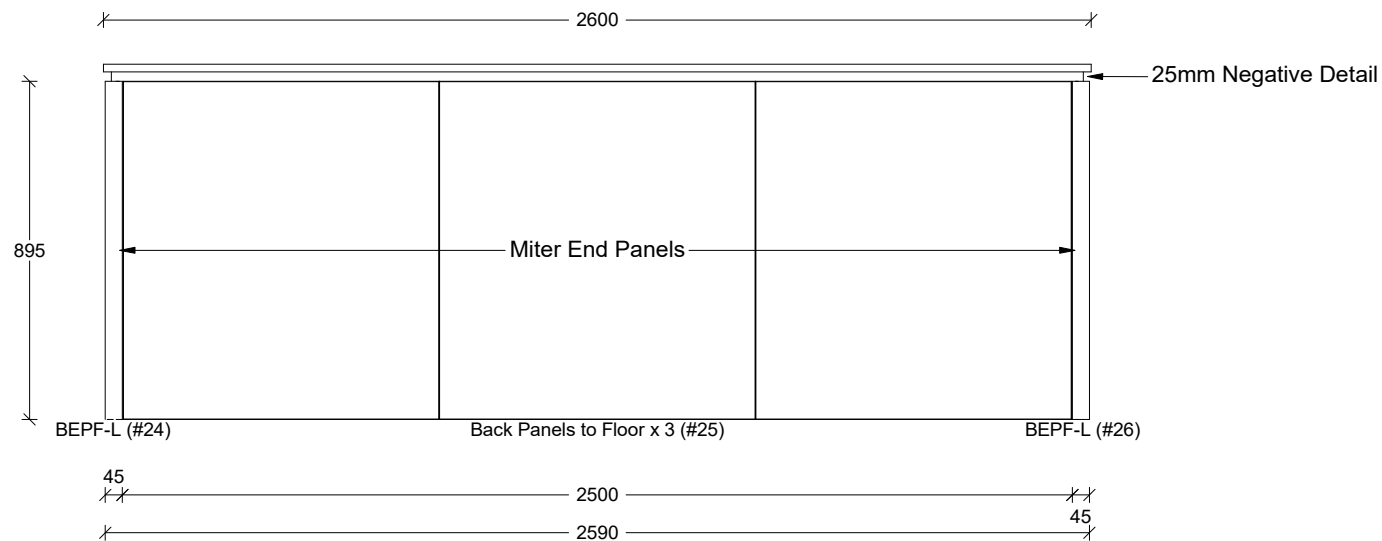 2600
25mm Negative Detail
895
Miter End Panels
BEPF-L (#24)
Back Panels to Floor x 3 (#25)
BEPF-L (#26)
45
2500
45
2590